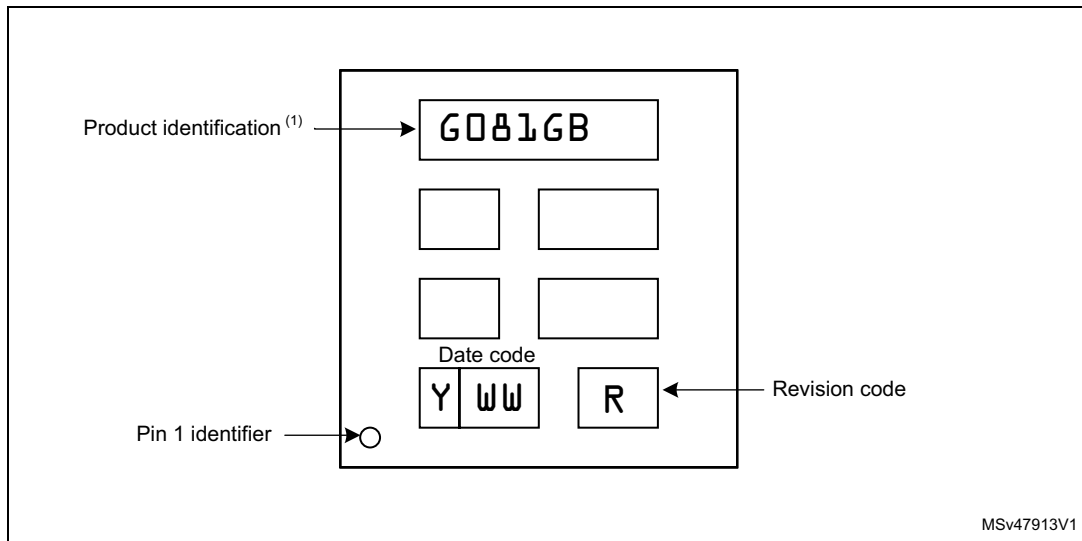 Product identification (1)
G081GB
Date code
Y WW R
Revision code
Pin 1 identifier
MSv47913V1